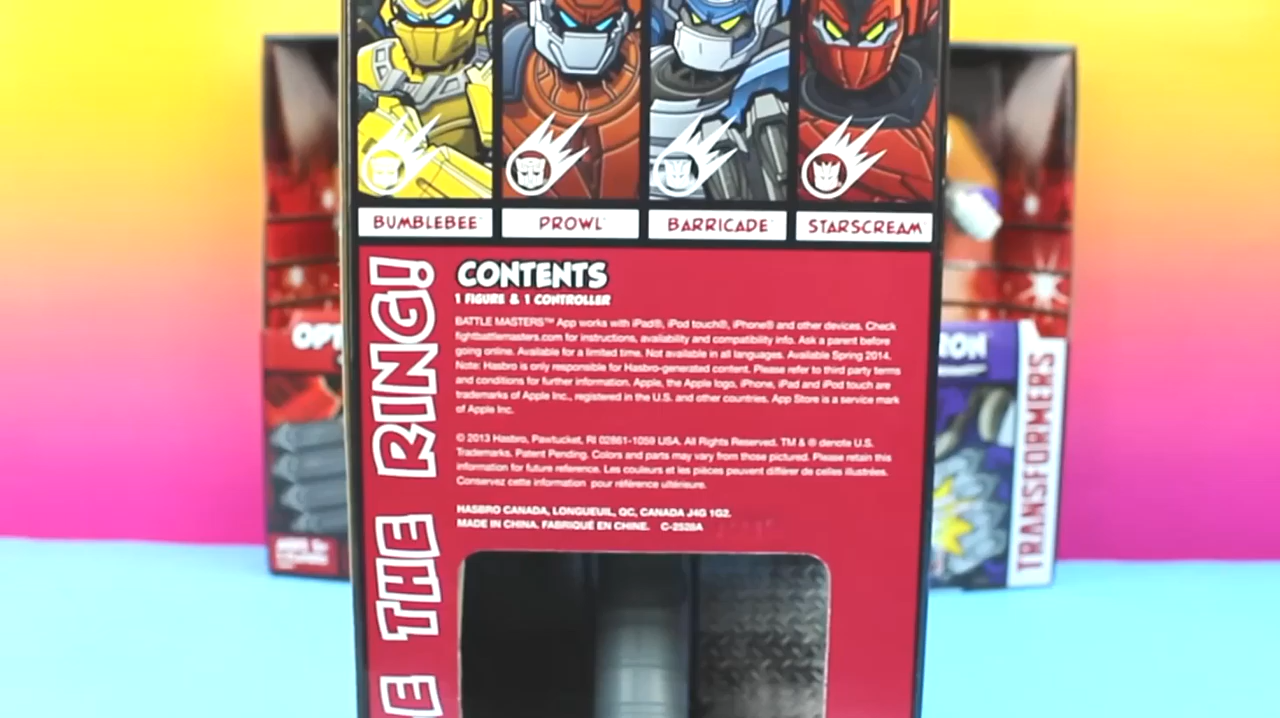 BUMBLEBEE
PROWL
BARRICADE
STARSCREAM
E THE RING!
CONTENTS
1 FIGURE & 1 CONTROLLER
BATTLE MASTERS™ App works with iPad®, iPod touch®, iPhone® and other devices. Check
fightbattlemasters.com for instructions, availability and compatibility info. Ask a parent before
going online. Available for a limited time. Not available in all languages. Available Spring 2014.
Note: Hasbro is only responsible for Hasbro-generated content. Please refer to third party terms
and conditions for further information. Apple, the Apple logo, iPhone, iPad and iPod touch are
trademarks of Apple Inc., registered in the U.S. and other countries. App Store is a service mark
of Apple Inc.
© 2013 Hasbro, Pawtucket, RI 02861-1059 USA. All Rights Reserved. TM & ® denote U.S.
Trademarks. Patent Pending. Colors and parts may vary from those pictured. Please retain this
information for future reference. Les couleurs et les pièces peuvent différer de celles illustrées.
Conservez cette information pour référence ultérieure.
HASBRO CANADA, LONGUEUIL, QC, CANADA J4G 1G2.
MADE IN CHINA. FABRIQUÉ EN CHINE. C-2528A
OPT
RON
TRANSFORMERS